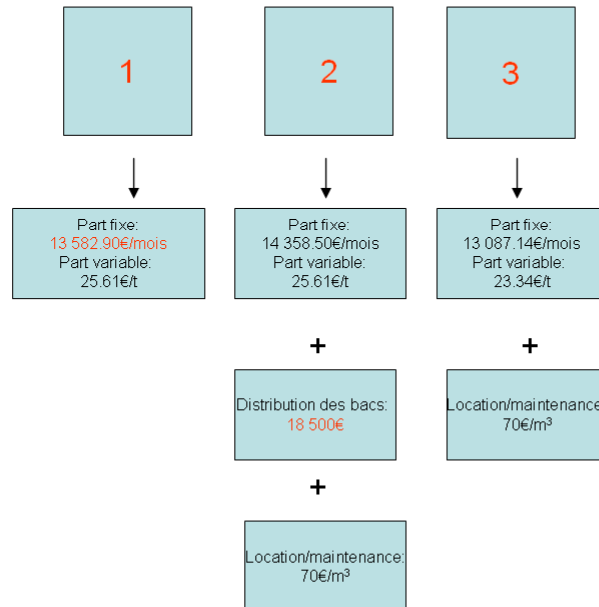 1
2
3
Part fixe:
13 582.90€/mois
Part variable:
25.61€/t
Part fixe:
14 358.50€/mois
Part variable:
25.61€/t
Part fixe:
13 087.14€/mois
Part variable:
23.34€/t
+
+
Distribution des bacs:
18 500€
Location/maintenance
70€/m³
+
Location/maintenance:
70€/m³